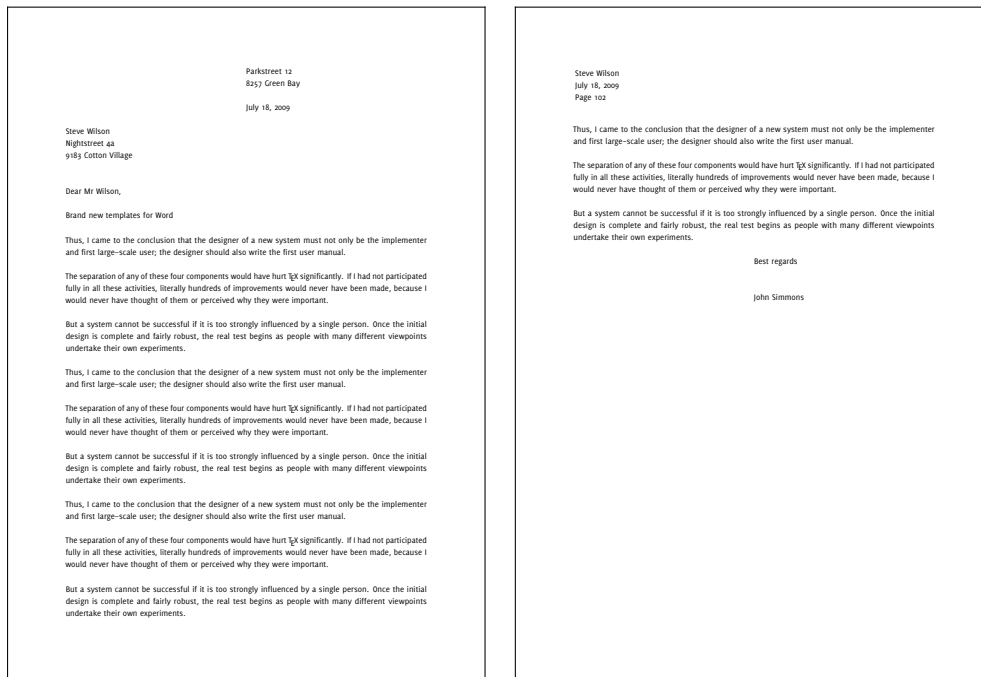 Parkstreet 12
8257 Green Bay
July 18, 2009
Steve Wilson
Nightstreet 4a
9183 Cotton Village
Dear Mr Wilson,
Brand new templates for Word
Thus, I came to the conclusion that the designer of a new system must not only be the implementer
and first large-scale user; the designer should also write the first user manual.
The separation of any of these four components would have hurt TEX significantly. If I had not participated
fully in all these activities, literally hundreds of improvements would never have been made, because I
would never have thought of them or perceived why they were important.
But a system cannot be successful if it is too strongly influenced by a single person. Once the initial
design is complete and fairly robust, the real test begins as people with many different viewpoints
undertake their own experiments.
Thus, I came to the conclusion that the designer of a new system must not only be the implementer
and first large-scale user; the designer should also write the first user manual.
The separation of any of these four components would have hurt TEX significantly. If I had not participated
fully in all these activities, literally hundreds of improvements would never have been made, because I
would never have thought of them or perceived why they were important.
But a system cannot be successful if it is too strongly influenced by a single person. Once the initial
design is complete and fairly robust, the real test begins as people with many different viewpoints
undertake their own experiments.
Thus, I came to the conclusion that the designer of a new system must not only be the implementer
and first large-scale user; the designer should also write the first user manual.
The separation of any of these four components would have hurt TEX significantly. If I had not participated
fully in all these activities, literally hundreds of improvements would never have been made, because I
would never have thought of them or perceived why they were important.
But a system cannot be successful if it is too strongly influenced by a single person. Once the initial
design is complete and fairly robust, the real test begins as people with many different viewpoints
undertake their own experiments.
Steve Wilson
July 18, 2009
Page 102
Thus, I came to the conclusion that the designer of a new system must not only be the implementer
and first large-scale user; the designer should also write the first user manual.
The separation of any of these four components would have hurt TEX significantly. If I had not participated
fully in all these activities, literally hundreds of improvements would never have been made, because I
would never have thought of them or perceived why they were important.
But a system cannot be successful if it is too strongly influenced by a single person. Once the initial
design is complete and fairly robust, the real test begins as people with many different viewpoints
undertake their own experiments.
Best regards
John Simmons